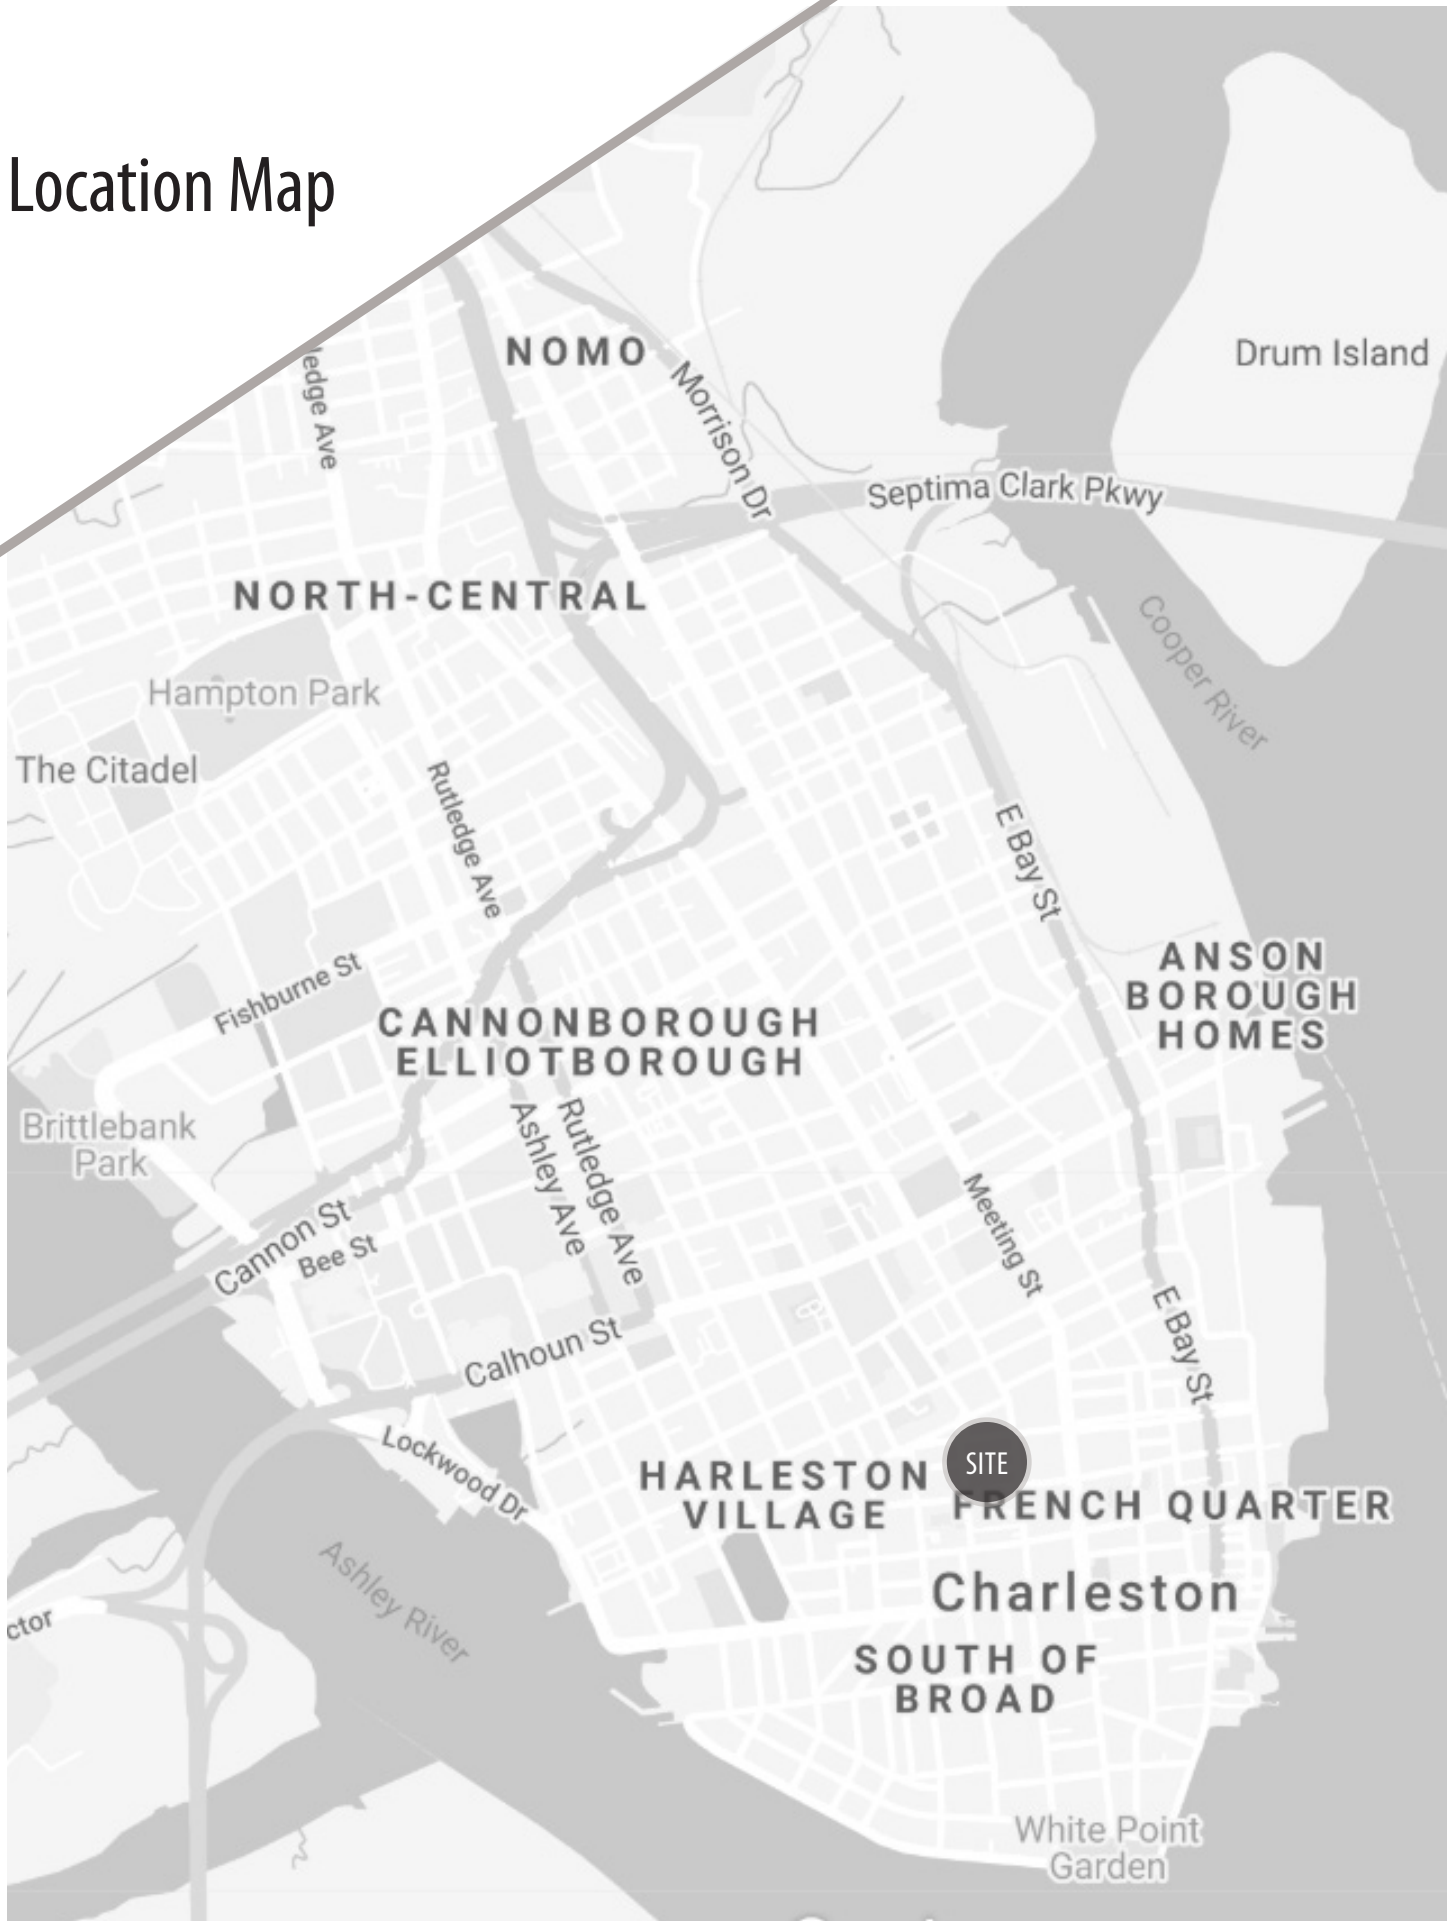 Location Map
NOMO
Drum Island
ledge Ave
Morrison Dr
Septima Clark Pkwy
NORTH-CENTRAL
Cooper River
Hampton Park
The Citadel
Rutledge Ave
E Bay St
ANSON
BOROUGH
HOMES
Fishburne St
CANNONBOROUGH
ELLIOTBOROUGH
Brittlebank
Park
Ashley Ave
Rutledge Ave
Meeting St
Cannon St
Bee St
E Bay St
Calhoun St
Lockwood Dr
HARLESTON
VILLAGE
SITE
FRENCH QUARTER
Ashley River
Charleston
ctor
SOUTH OF
BROAD
White Point
Garden